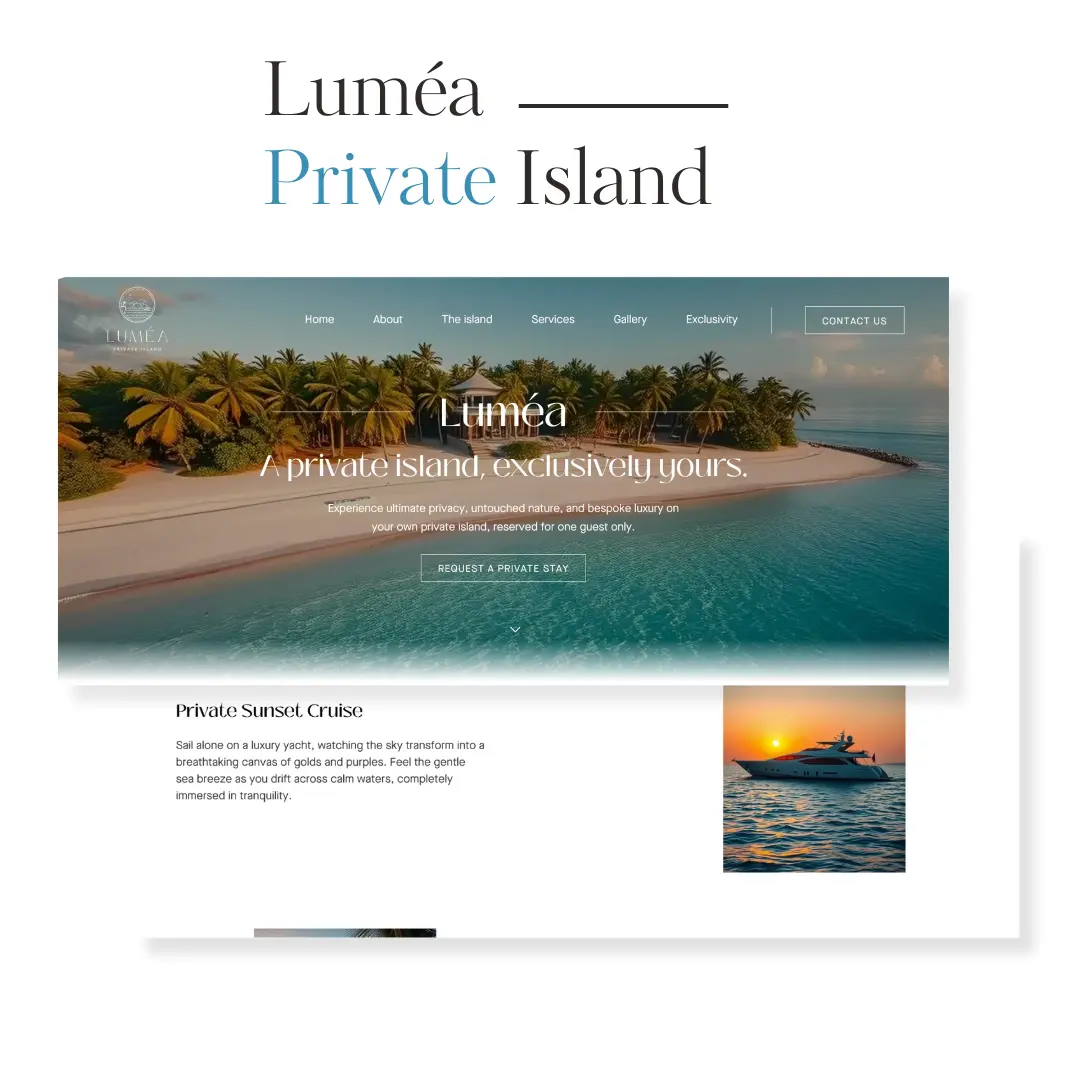 Luméa
Private Island
LUMÉA
PRIVATE ISLAND
Home About The island Services Gallery Exclusivity CONTACT US
Luméa
A private island, exclusively yours.
Experience ultimate privacy, untouched nature, and bespoke luxury on
your own private island, reserved for one guest only.
REQUEST A PRIVATE STAY
Private Sunset Cruise
Sail alone on a luxury yacht, watching the sky transform into a
breathtaking canvas of golds and purples. Feel the gentle
sea breeze as you drift across calm waters, completely
immersed in tranquility.